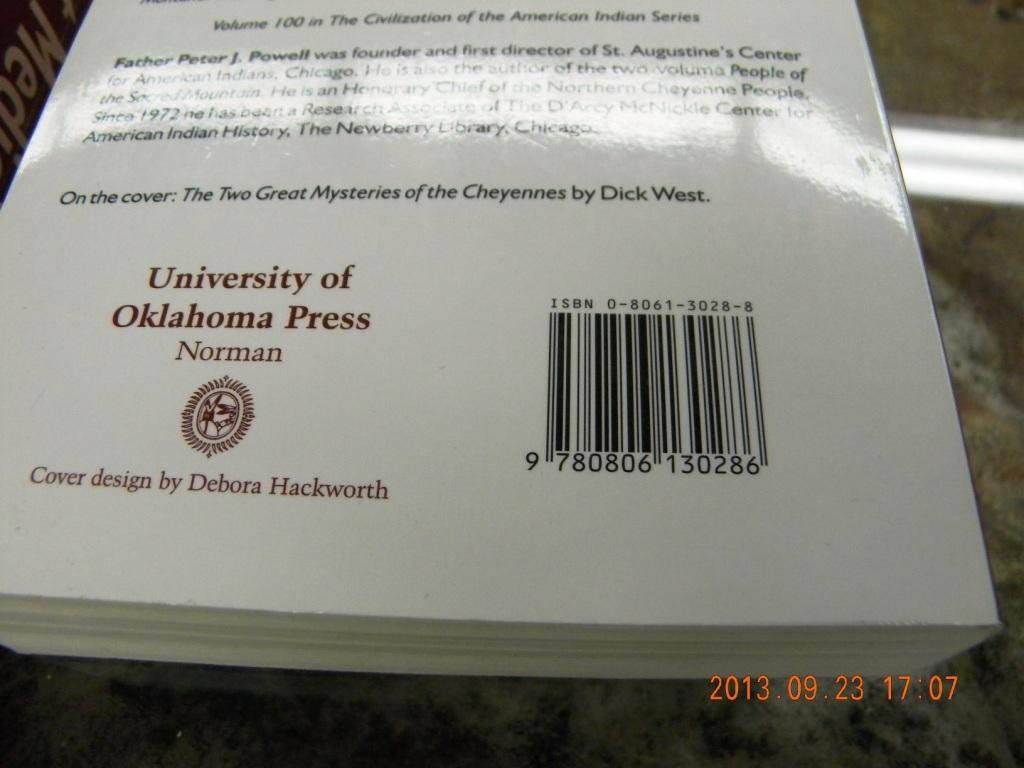 Volume 100 in The Civilization of the American Indian Series
Father Peter J. Powell was founder and first director of St. Augustine's Center
for American Indians, Chicago. He is also the author of the two-volume People of
the Sacred Mountain. He is an Honorary Chief of the Northern Cheyenne People.
Since 1972 he has been a Research Associate of The D'Arcy McNickle Center for
American Indian History, The Newberry Library, Chicago.
On the cover: The Two Great Mysteries of the Cheyennes by Dick West.
University of
Oklahoma Press
Norman
Cover design by Debora Hackworth
ISBN 0-8061-3028-8
9 780806 130286
2013.09.23 17:07